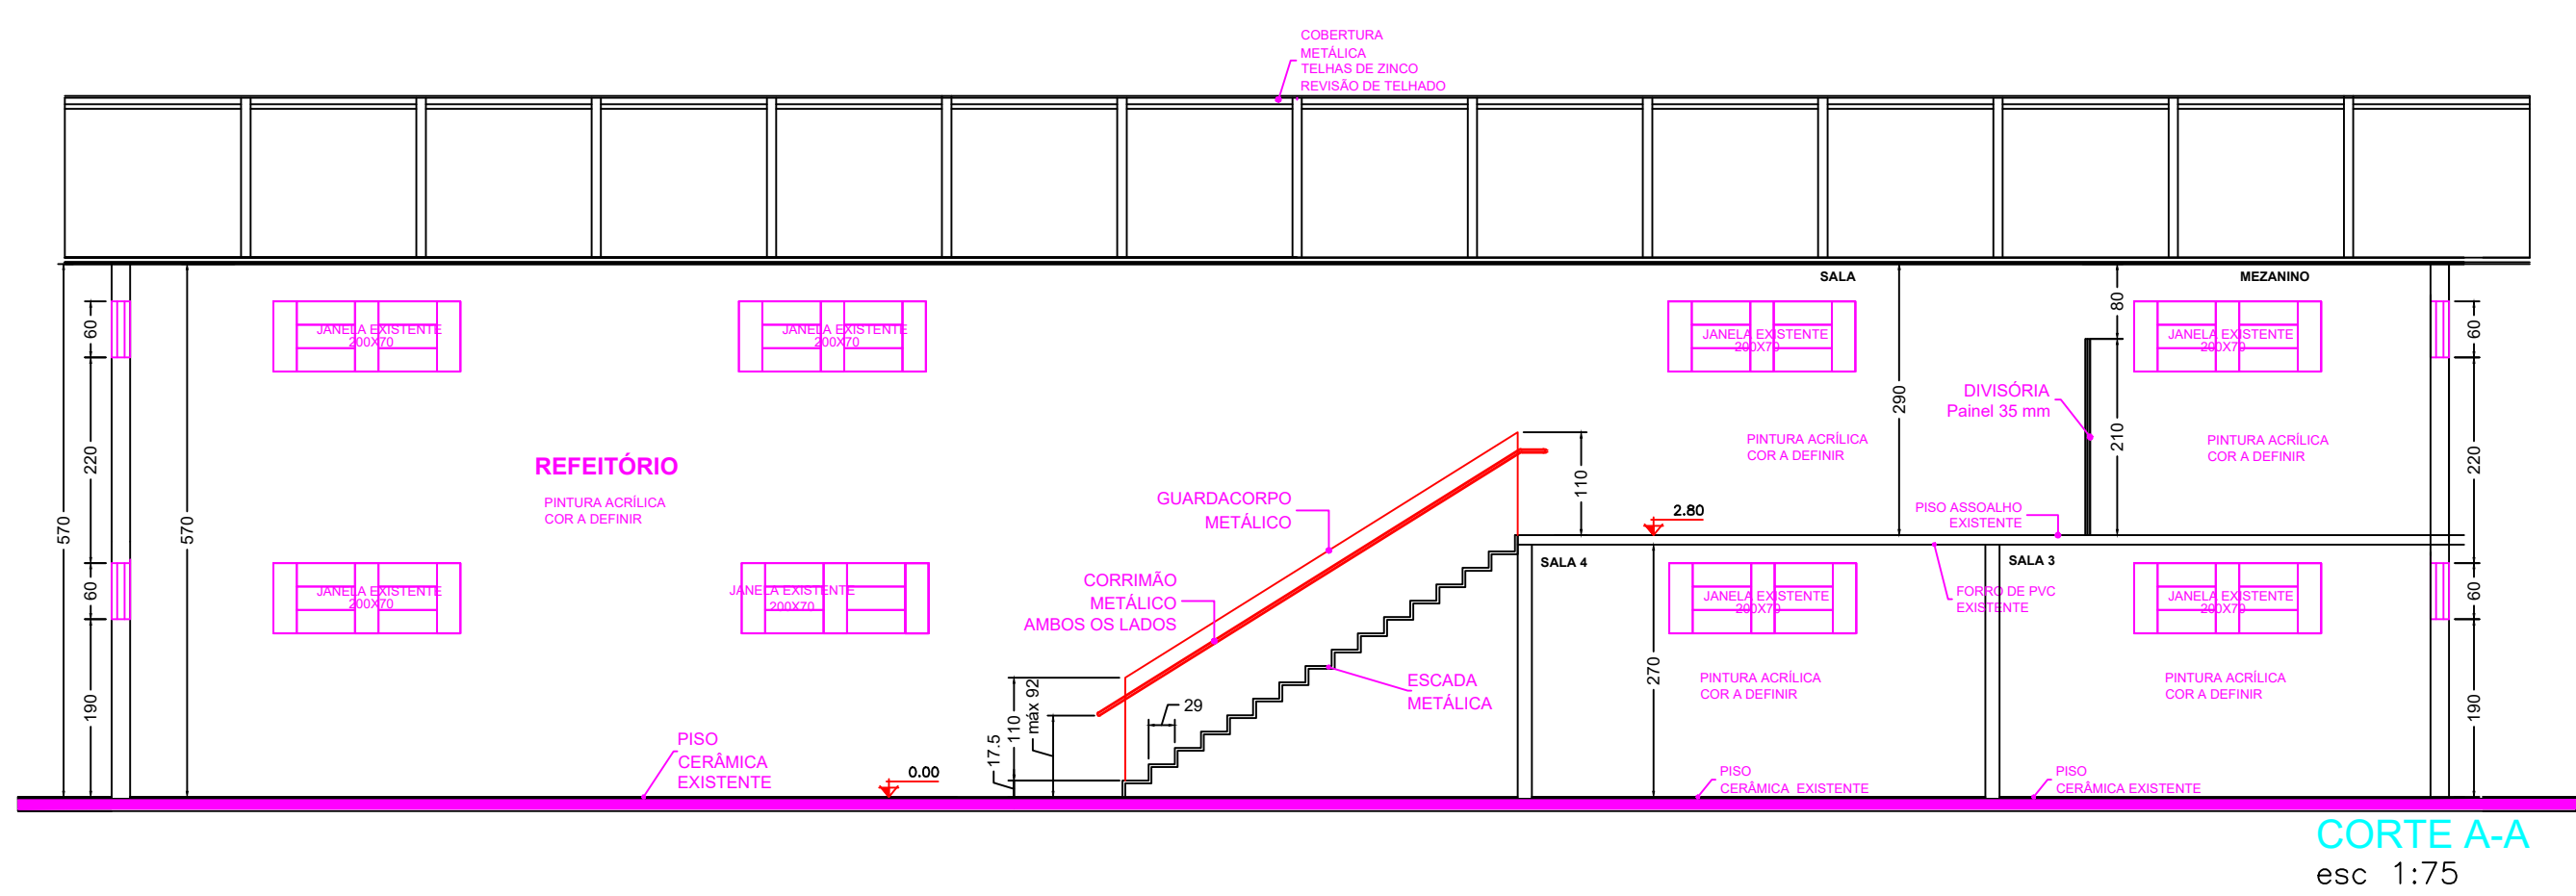 COBERTURA
METÁLICA
TELHAS DE ZINCO
REVISÃO DE TELHADO
SALA
MEZANINO
60
220
60
190
570
570
JANELA EXISTENTE
200X70
JANELA EXISTENTE
200X70
JANELA EXISTENTE
200X70
JANELA EXISTENTE
200X70
REFEITÓRIO
PINTURA ACRÍLICA
COR A DEFINIR
JANELA EXISTENTE
200X70
JANELA EXISTENTE
200X70
PISO
CERÂMICA
EXISTENTE
0.00
GUARDACORPO
METÁLICO
CORRIMÃO
METÁLICO
AMBOS OS LADOS
17.5
110
máx 92
29
ESCADA
METÁLICA
110
2.80
290
80
210
DIVISÓRIA
Painel 35 mm
PINTURA ACRÍLICA
COR A DEFINIR
PINTURA ACRÍLICA
COR A DEFINIR
PISO ASSOALHO
EXISTENTE
SALA 4
SALA 3
JANELA EXISTENTE
200X70
FORRO DE PVC
EXISTENTE
JANELA EXISTENTE
200X70
270
PINTURA ACRÍLICA
COR A DEFINIR
PINTURA ACRÍLICA
COR A DEFINIR
PISO
CERÂMICA EXISTENTE
PISO
CERÂMICA EXISTENTE
60
220
60
190
CORTE A-A
esc 1:75